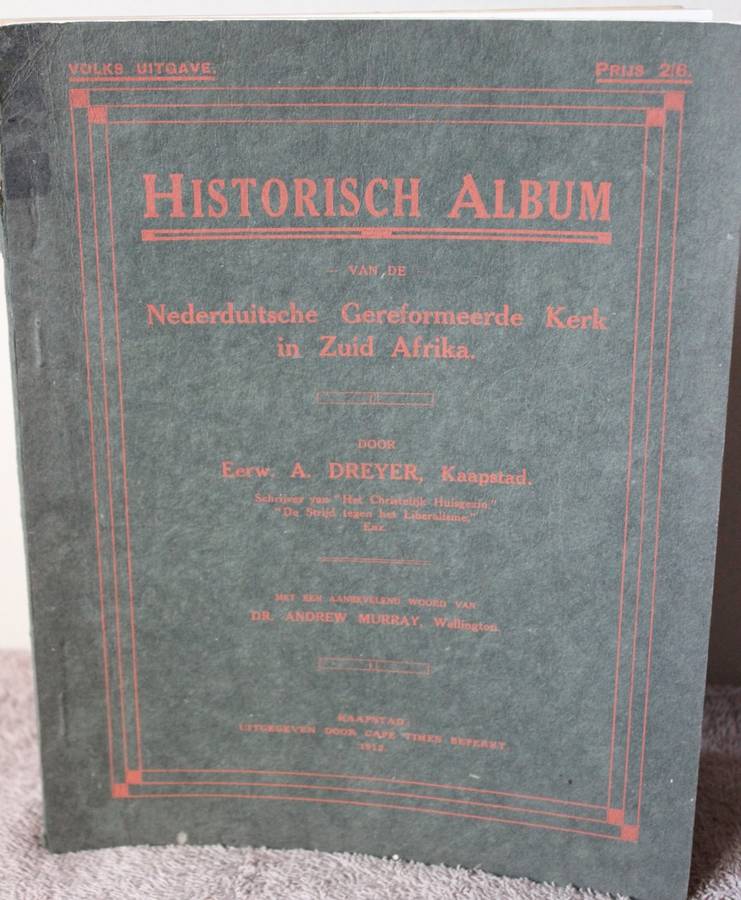 VOLKS UITGAVE.
PRIJS 2/6.
HISTORISCH ALBUM
— VAN DE —
Nederduitsche Gereformeerde Kerk
in Zuid Afrika.
DOOR
Eerw. A. DREYER, Kaapstad.
Schrijver van "Het Christelijk Huisgezin,"
"De Strijd tegen het Liberalisme,"
Enz.
MET EEN AANBEVELEND WOORD VAN
DR. ANDREW MURRAY, Wellington.
KAAPSTAD:
UITGEGEVEN DOOR CAPE TIMES BEPERKT.
1912.